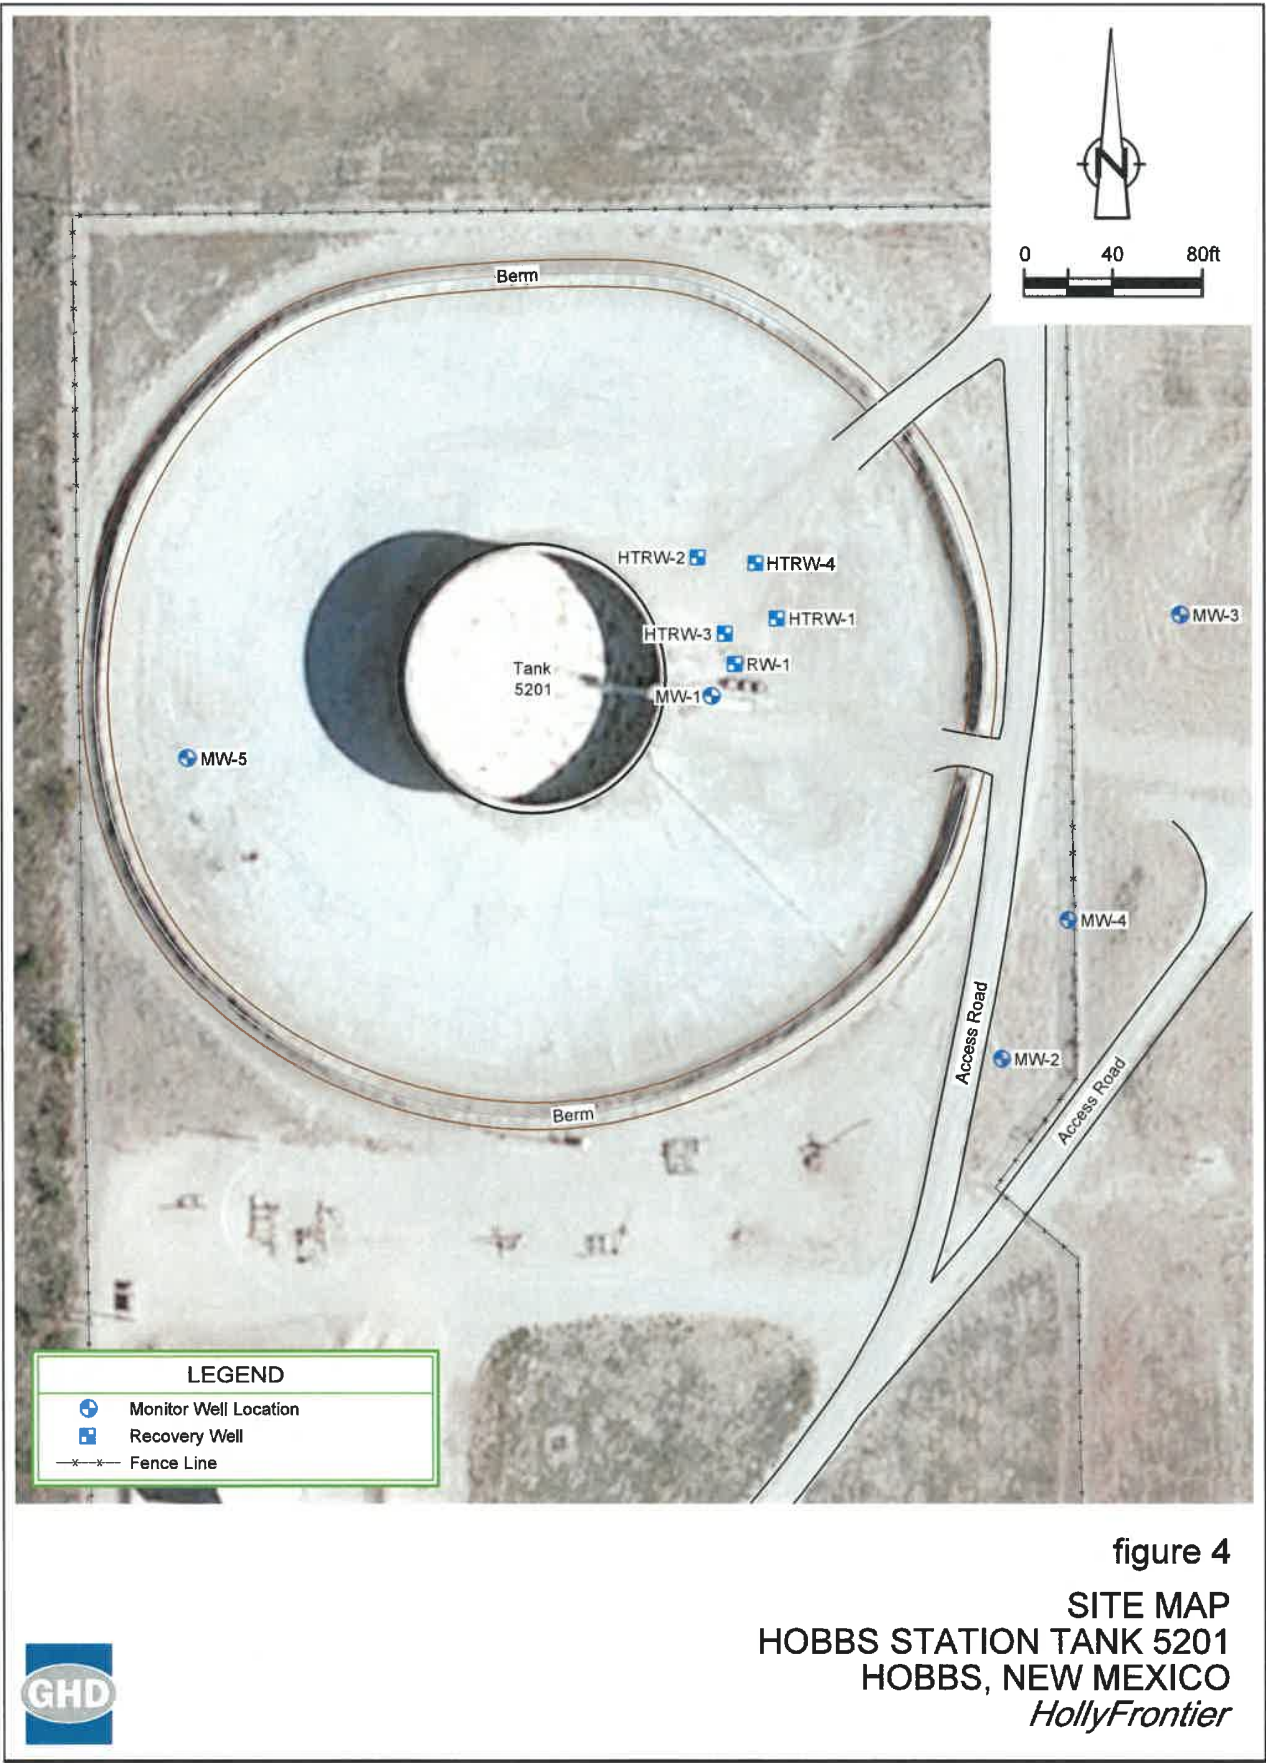 N
0 40 80ft
Berm
HTRW-2
HTRW-4
HTRW-1
MW-3
HTRW-3
RW-1
Tank
5201
MW-1
MW-5
MW-4
Access Road
MW-2
Access Road
Berm
LEGEND
Monitor Well Location
Recovery Well
Fence Line
figure 4
SITE MAP
HOBBS STATION TANK 5201
HOBBS, NEW MEXICO
HollyFrontier
GHD